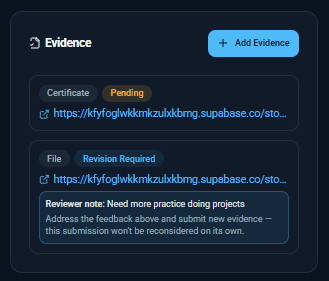 Evidence
+ Add Evidence
Certificate
Pending
https://kfyfoglwkkmkzulxkbmg.supabase.co/sto...
File
Revision Required
https://kfyfoglwkkmkzulxkbmg.supabase.co/sto...
Reviewer note: Need more practice doing projects
Address the feedback above and submit new evidence —
this submission won't be reconsidered on its own.